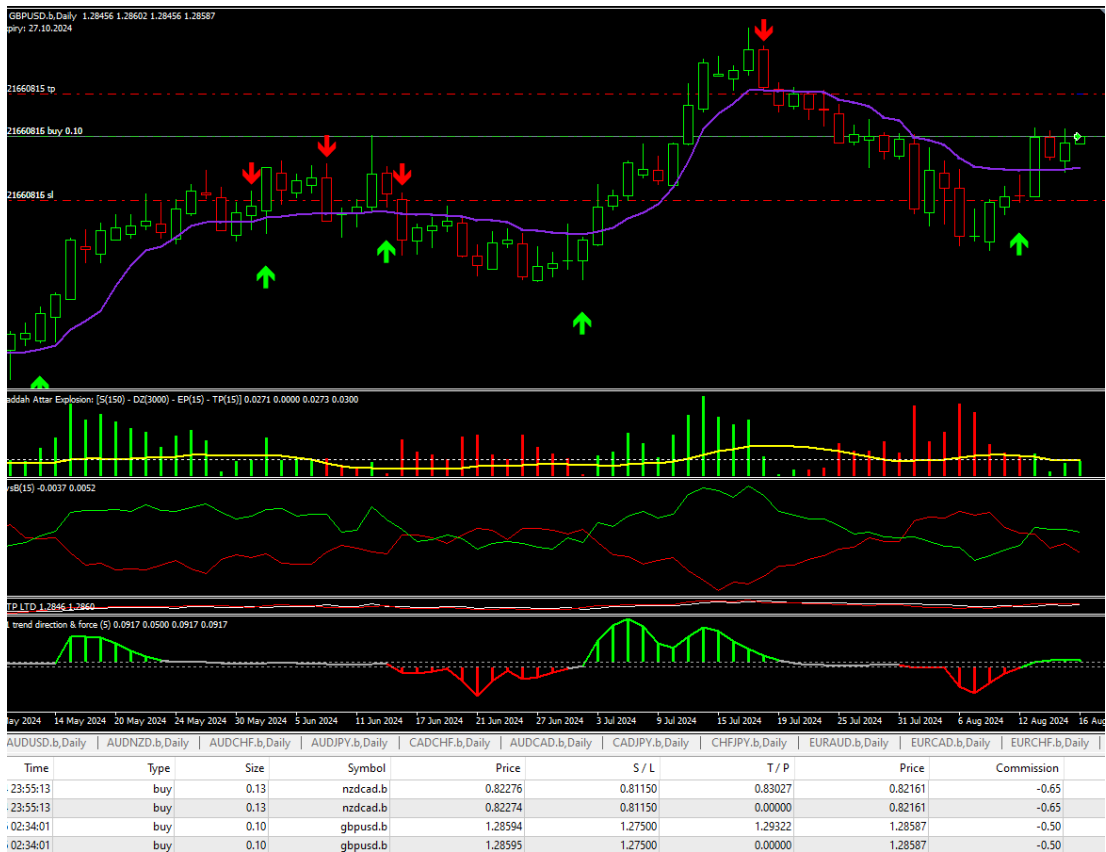 GBPUSD.b,Daily 1.28456 1.28602 1.28456 1.28587
xpiry: 27.10.2024
21660815 tp
21660816 buy 0.10
21660816 sl
addah Attar Explosion: [S(150) - DZ(3000) - EP(15) - TP(15)] 0.0271 0.0000 0.0273 0.0300
vsB(15) -0.0037 0.0052
TP LTD 1.2846 1.2860
1 trend direction & force (5) 0.0917 0.0500 0.0917 0.0917
May 2024 14 May 2024 20 May 2024 24 May 2024 30 May 2024 5 Jun 2024 11 Jun 2024 17 Jun 2024 21 Jun 2024 27 Jun 2024 3 Jul 2024 9 Jul 2024 15 Jul 2024 19 Jul 2024 25 Jul 2024 31 Jul 2024 6 Aug 2024 12 Aug 2024 16 Aug
AUDUSD.b,Daily AUDNZD.b,Daily AUDCHF.b,Daily AUDJPY.b,Daily CADCHF.b,Daily AUDCAD.b,Daily CADJPY.b,Daily CHFJPY.b,Daily EURAUD.b,Daily EURCAD.b,Daily EURCHF.b,Daily
Time Type Size Symbol Price S / L T / P Price Commission
23:55:13 buy 0.13 nzdcad.b 0.82276 0.81150 0.83027 0.82161 -0.65
23:55:13 buy 0.13 nzdcad.b 0.82274 0.81150 0.00000 0.82161 -0.65
02:34:01 buy 0.10 gbpusd.b 1.28594 1.27500 1.29322 1.28587 -0.50
02:34:01 buy 0.10 gbpusd.b 1.28595 1.27500 0.00000 1.28587 -0.50